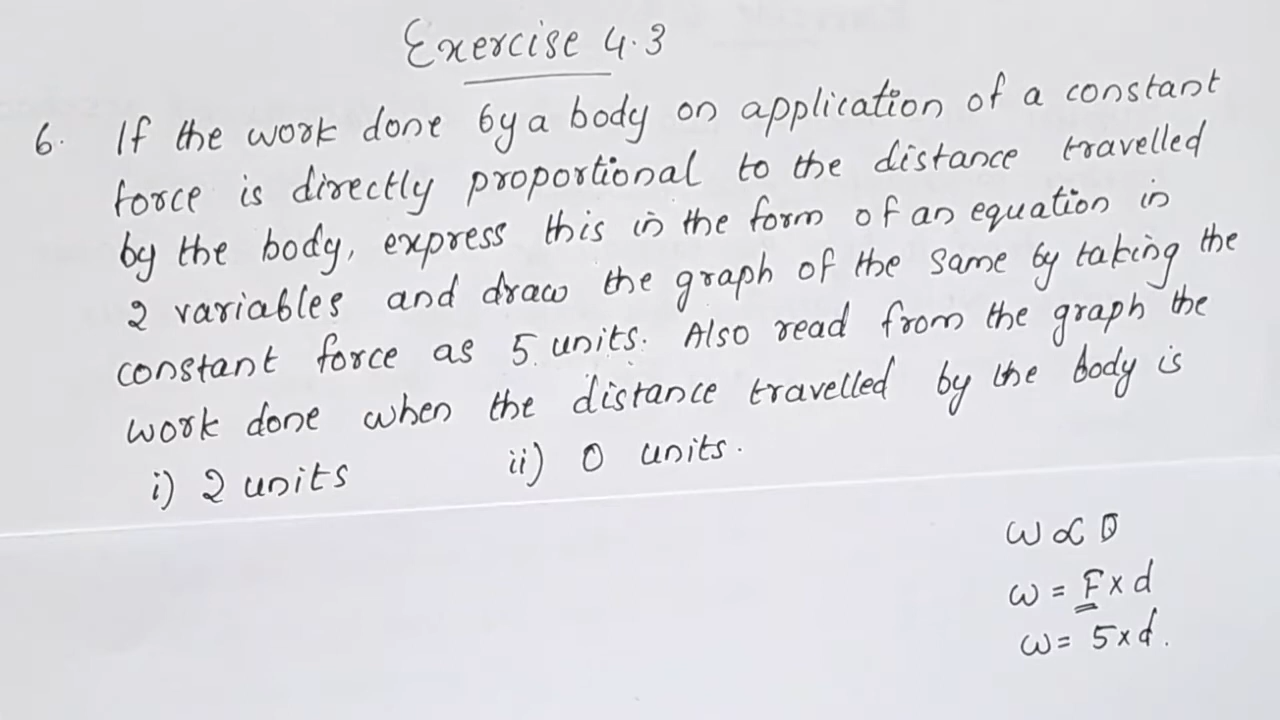 Exercise 4.3
6. If the work done by a body on application of a constant
force is directly proportional to the distance travelled
by the body, express this in the form of an equation in
2 variables and draw the graph of the same by taking the
constant force as 5 units. Also read from the graph the
work done when the distance travelled by the body is
i) 2 units ii) 0 units.
W ∝ D
W = F × d
W = 5 × d.